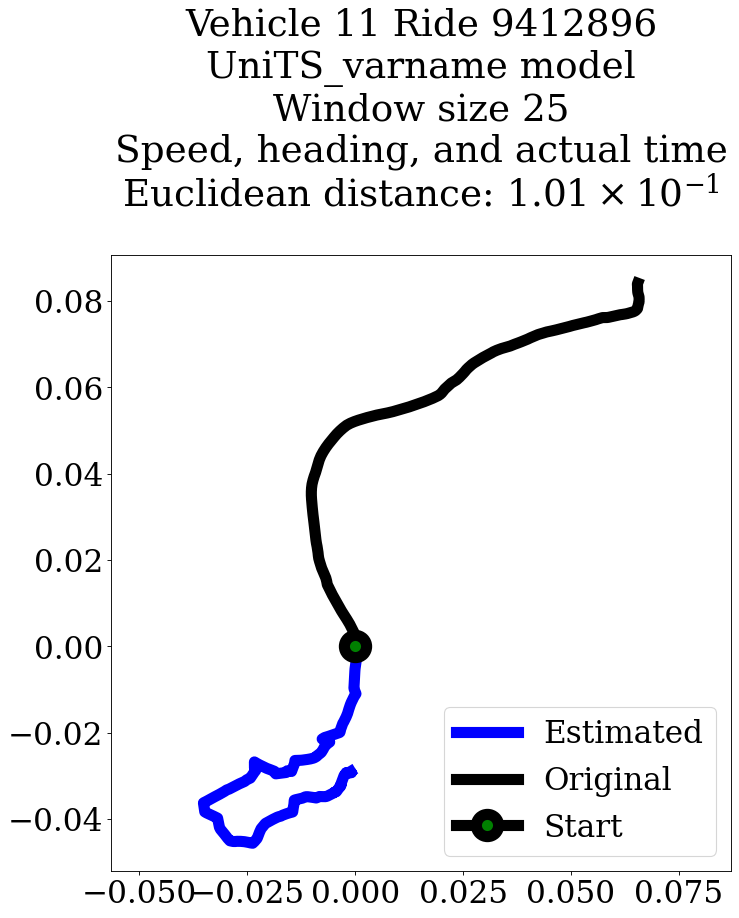 Vehicle 11 Ride 9412896
UniTS_varname model
Window size 25
Speed, heading, and actual time
Euclidean distance: 1.01 × 10⁻¹
0.08
0.06
0.04
0.02
0.00
−0.02
−0.04
Estimated
Original
Start
−0.050 −0.025 0.000 0.025 0.050 0.075